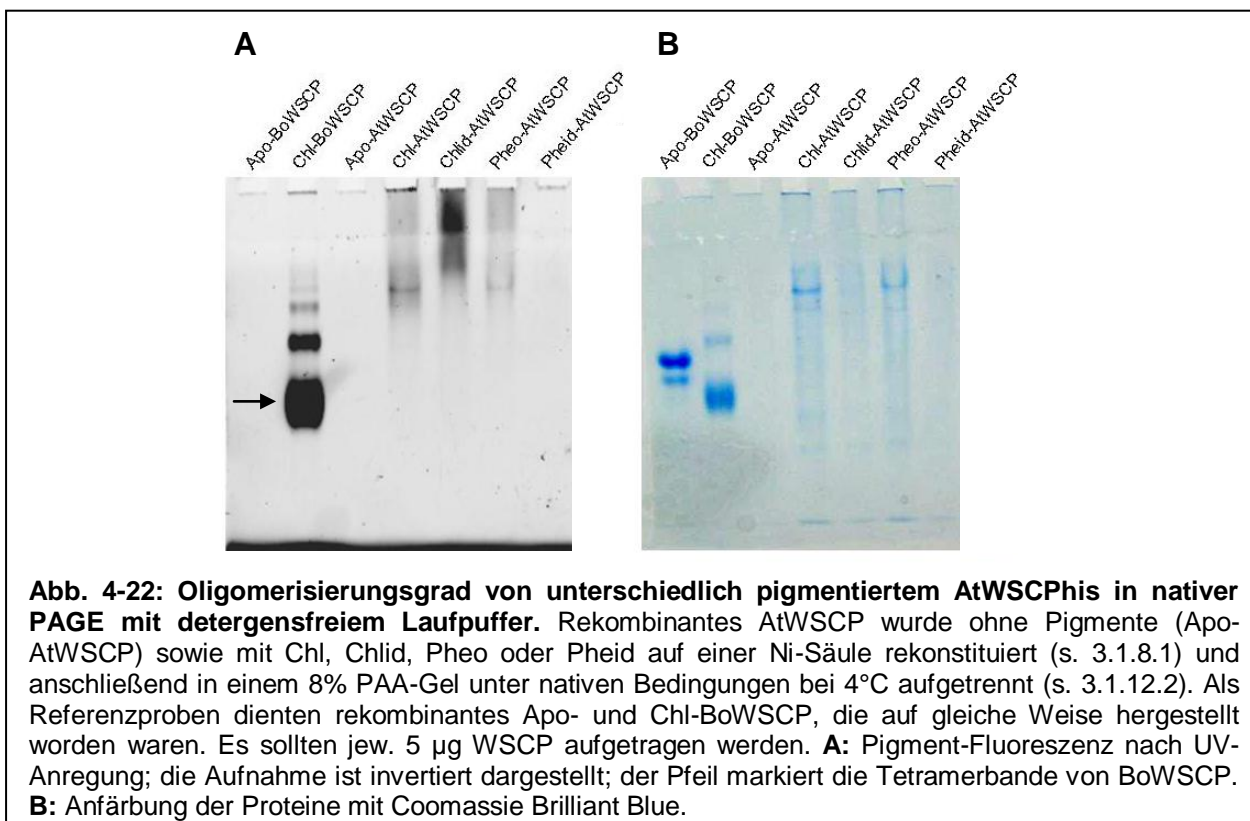 A
B
Apo-BoWSCP
Chl-BoWSCP
Apo-AtWSCP
Chl-AtWSCP
Chlid-AtWSCP
Pheo-AtWSCP
Pheid-AtWSCP
Apo-BoWSCP
Chl-BoWSCP
Apo-AtWSCP
Chl-AtWSCP
Chlid-AtWSCP
Pheo-AtWSCP
Pheid-AtWSCP
Abb. 4-22: Oligomerisierungsgrad von unterschiedlich pigmentiertem AtWSCPhis in nativer
PAGE mit detergensfreiem Laufpuffer. Rekombinantes AtWSCP wurde ohne Pigmente (Apo-
AtWSCP) sowie mit Chl, Chlid, Pheo oder Pheid auf einer Ni-Säule rekonstituiert (s. 3.1.8.1) und
anschließend in einem 8% PAA-Gel unter nativen Bedingungen bei 4°C aufgetrennt (s. 3.1.12.2). Als
Referenzproben dienten rekombinantes Apo- und Chl-BoWSCP, die auf gleiche Weise hergestellt
worden waren. Es sollten jew. 5 µg WSCP aufgetragen werden. A: Pigment-Fluoreszenz nach UV-
Anregung; die Aufnahme ist invertiert dargestellt; der Pfeil markiert die Tetramerbande von BoWSCP.
B: Anfärbung der Proteine mit Coomassie Brilliant Blue.